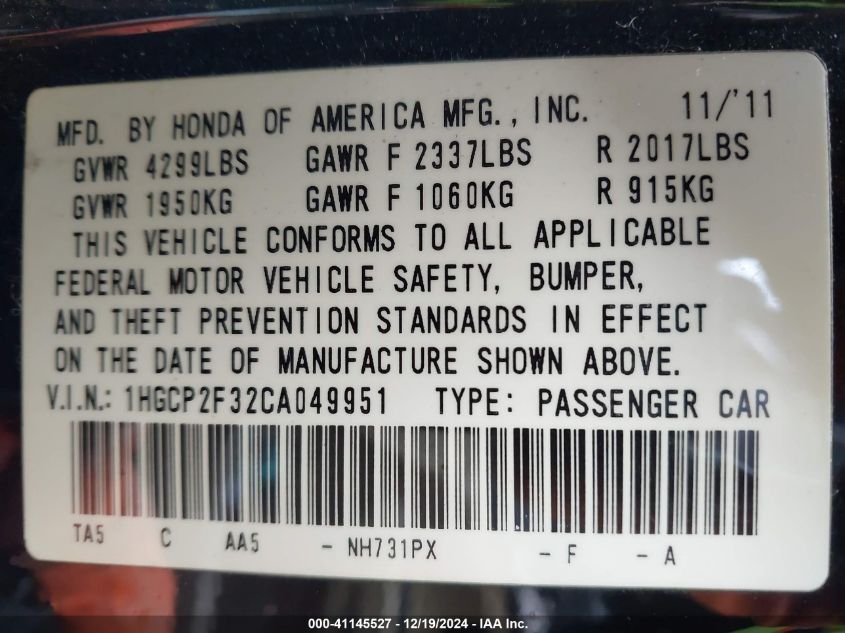 MFD. BY HONDA OF AMERICA MFG., INC. 11/'11
GVWR 4299LBS GAWR F 2337LBS R 2017LBS
GVWR 1950KG GAWR F 1060KG R 915KG
THIS VEHICLE CONFORMS TO ALL APPLICABLE
FEDERAL MOTOR VEHICLE SAFETY, BUMPER,
AND THEFT PREVENTION STANDARDS IN EFFECT
ON THE DATE OF MANUFACTURE SHOWN ABOVE.
V.I.N.: 1HGCP2F32CA049951 TYPE: PASSENGER CAR
TA5 C AA5 - NH731PX - F - A
000-41145527 - 12/19/2024 - IAA Inc.